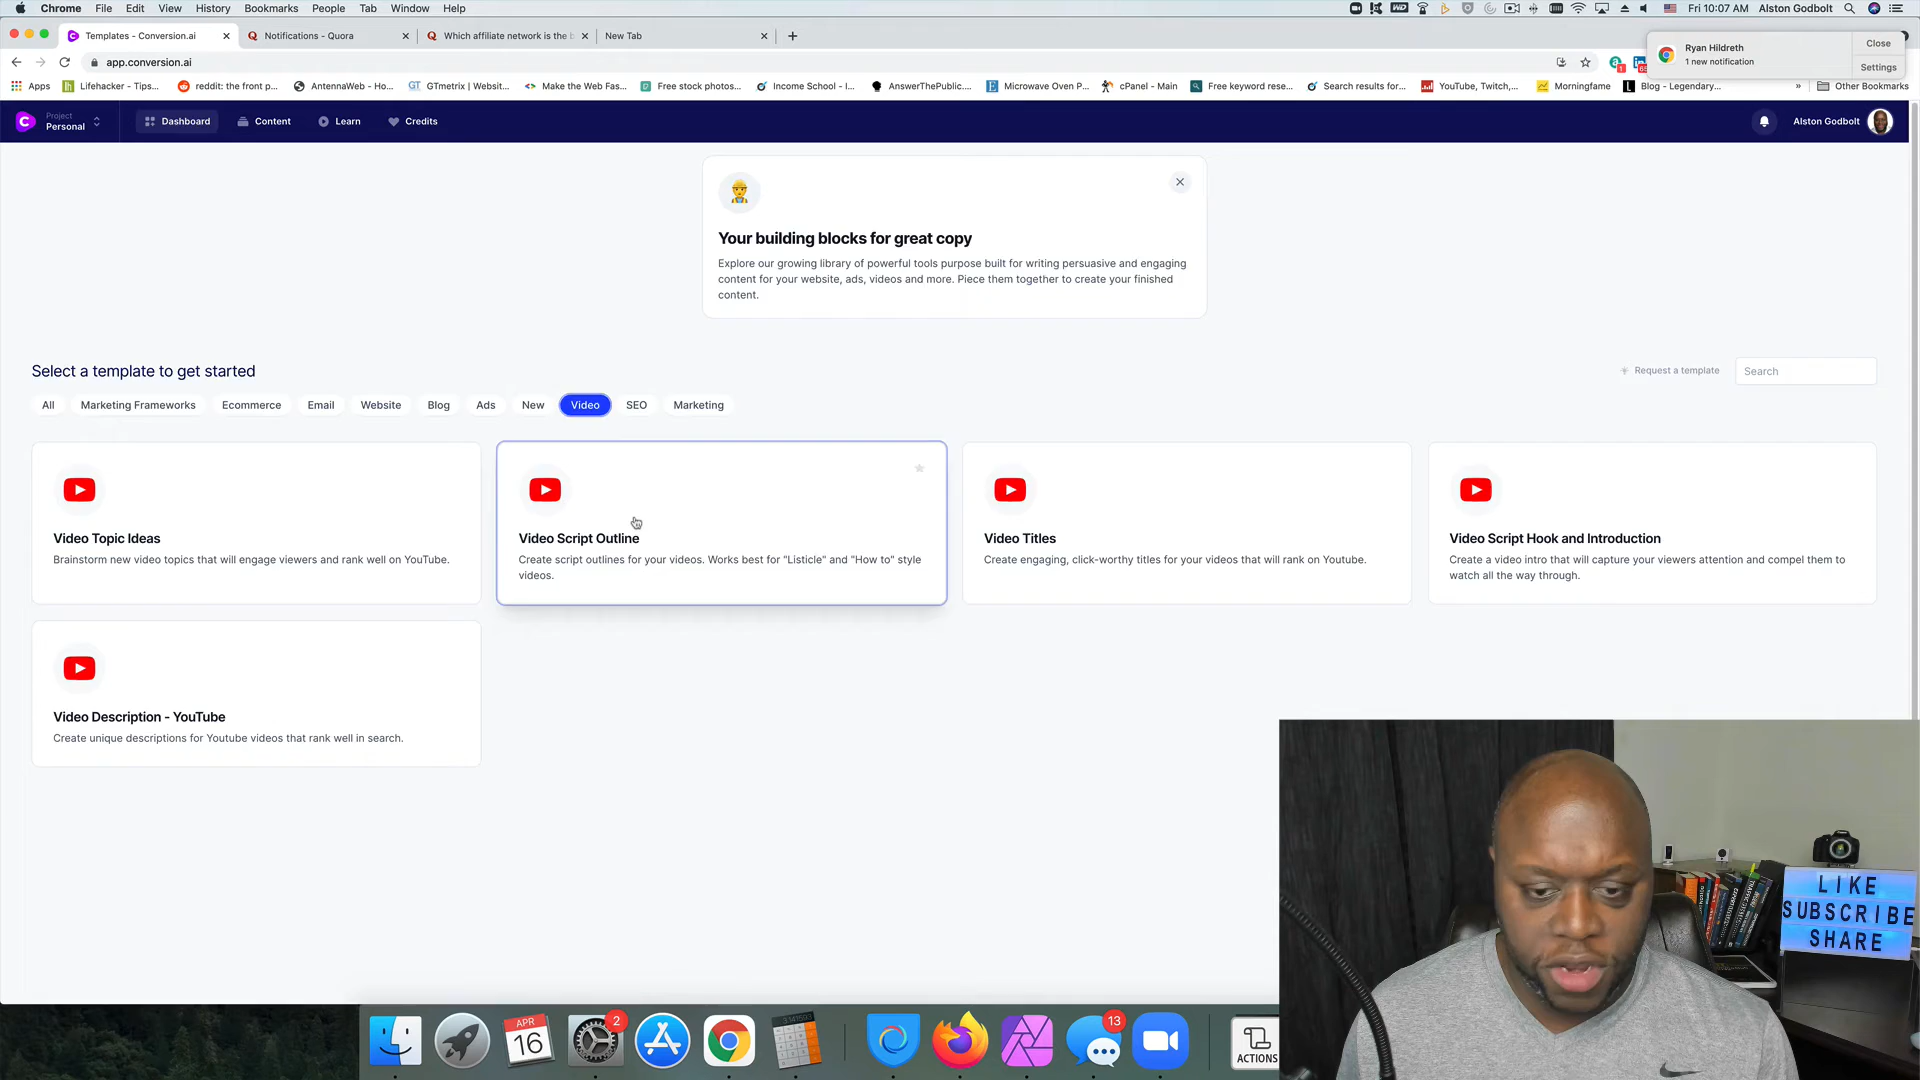 Chrome File Edit View History Bookmarks People Tab Window Help
Fri 10:07 AM Alston Godbolt
Templates - Conversion.ai
Notifications - Quora
Which affiliate network is the b
New Tab
app.conversion.ai
Ryan Hildreth
1 new notification
Close
Settings
Apps Lifehacker - Tips... reddit: the front p... AntennaWeb - Ho... GTmetrix | Websit... Make the Web Fas... Free stock photos... Income School - I... AnswerThePublic.... Microwave Oven P... cPanel - Main Free keyword rese... Search results for... YouTube, Twitch,... Morningfame Blog - Legendary... » Other Bookmarks
Project
Personal
Dashboard Content Learn Credits
Alston Godbolt
Your building blocks for great copy
Explore our growing library of powerful tools purpose built for writing persuasive and engaging
content for your website, ads, videos and more. Piece them together to create your finished
content.
Select a template to get started
Request a template
Search
All Marketing Frameworks Ecommerce Email Website Blog Ads New Video SEO Marketing
Video Topic Ideas
Brainstorm new video topics that will engage viewers and rank well on YouTube.
Video Script Outline
Create script outlines for your videos. Works best for "Listicle" and "How to" style
videos.
Video Titles
Create engaging, click-worthy titles for your videos that will rank on Youtube.
Video Script Hook and Introduction
Create a video intro that will capture your viewers attention and compel them to
watch all the way through.
Video Description - YouTube
Create unique descriptions for Youtube videos that rank well in search.
LIKE
SUBSCRIBE
SHARE
APR
16
2
3.141593
13
ACTIONS